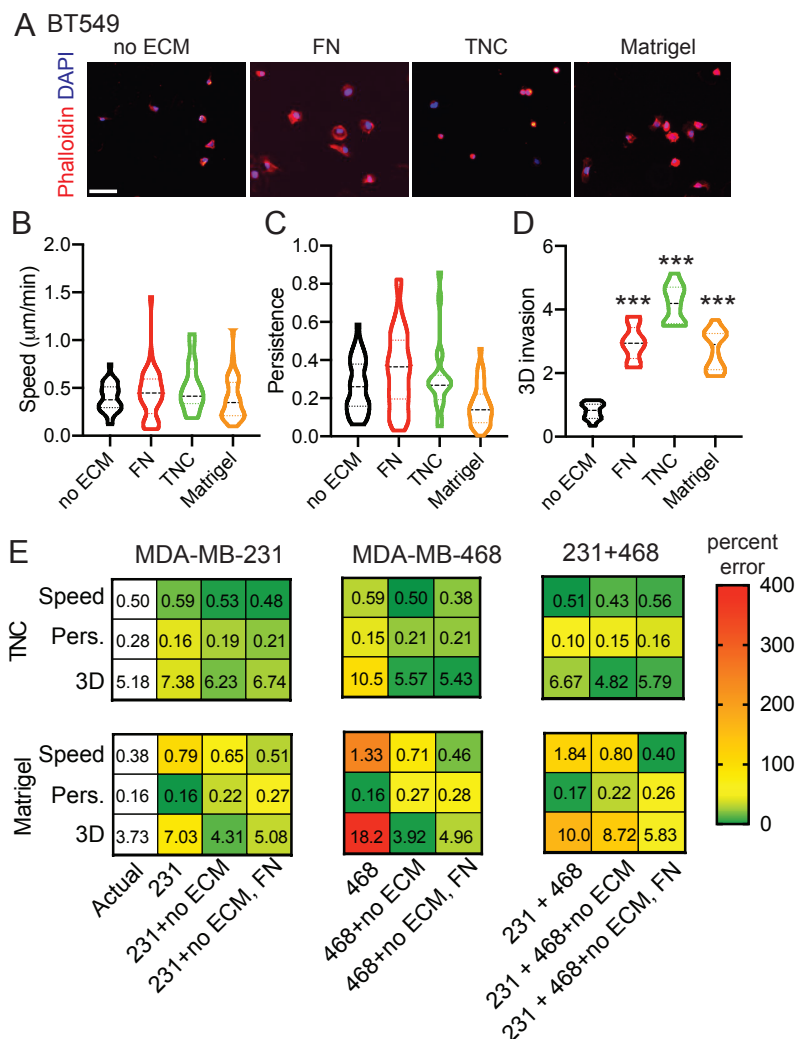 A BT549
no ECM FN TNC Matrigel
Phalloidin DAPI
B C D
Speed (μm/min)
2.0
1.5
1.0
0.5
0.0
no ECM FN TNC Matrigel
Persistence
1.0
0.8
0.6
0.4
0.2
0.0
no ECM FN TNC Matrigel
3D invasion
6
4
2
0
*** *** ***
no ECM FN TNC Matrigel
E
MDA-MB-231 MDA-MB-468 231+468
percent error
400
300
200
100
0
TNC
Speed 0.50 0.59 0.53 0.48 0.59 0.50 0.38 0.51 0.43 0.56
Pers. 0.28 0.16 0.19 0.21 0.15 0.21 0.21 0.10 0.15 0.16
3D 5.18 7.38 6.23 6.74 10.5 5.57 5.43 6.67 4.82 5.79
Matrigel
Speed 0.38 0.79 0.65 0.51 1.33 0.71 0.46 1.84 0.80 0.40
Pers. 0.16 0.16 0.22 0.27 0.16 0.27 0.28 0.17 0.22 0.26
3D 3.73 7.03 4.31 5.08 18.2 3.92 4.96 10.0 8.72 5.83
Actual
231
231+no ECM
231+no ECM, FN
468
468+no ECM
468+no ECM, FN
231 + 468
231 + 468+no ECM
231 + 468+no ECM, FN